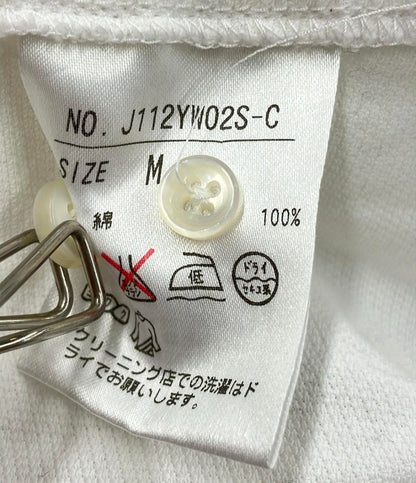 NO. J112YW02S-C
SIZE M
綿 100%
低
ドライ
セキユ系
クリーニング店での洗濯はド
ライでお願いします。